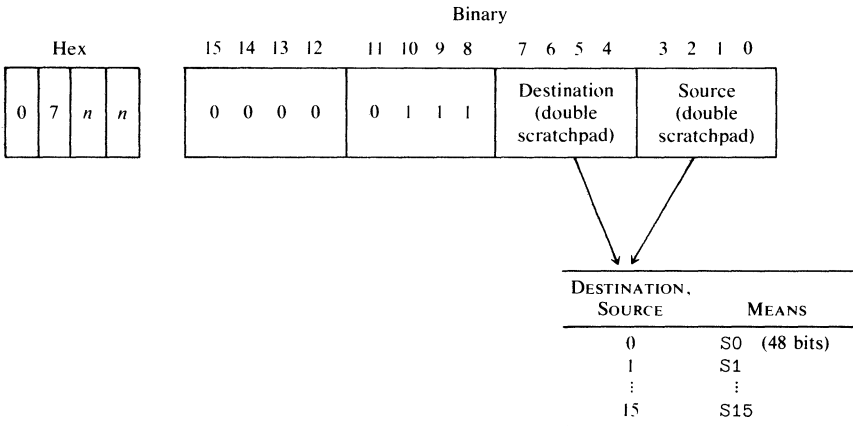 Binary
Hex
15 14 13 12 11 10 9 8 7 6 5 4 3 2 1 0
0 7 n n
0 0 0 0 0 1 1 1
Destination
(double
scratchpad)
Source
(double
scratchpad)
DESTINATION,
SOURCE MEANS
0 S0 (48 bits)
1 S1
⋮ ⋮
15 S15